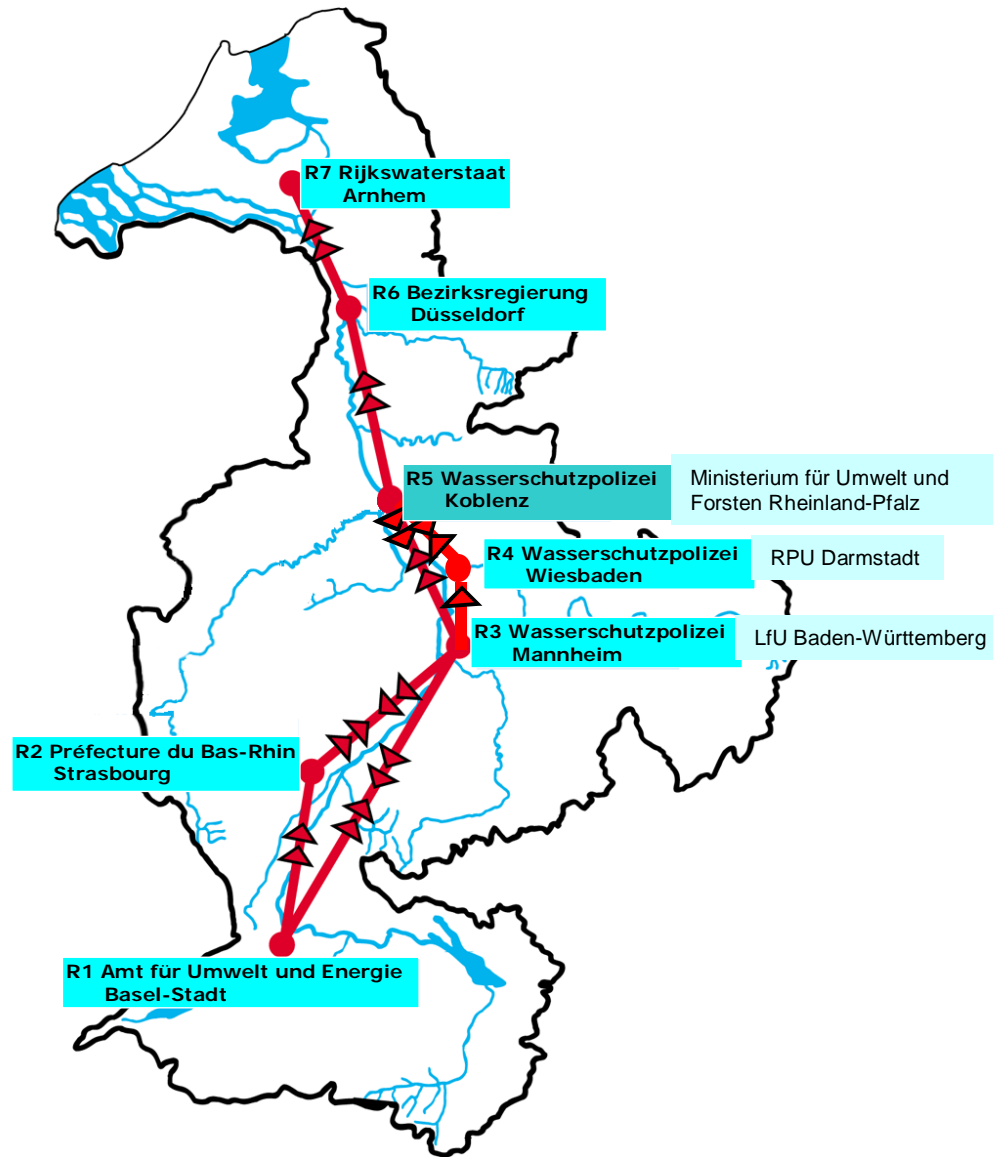 R7 Rijkswaterstaat
Arnhem
R6 Bezirksregierung
Düsseldorf
R5 Wasserschutzpolizei
Koblenz
Ministerium für Umwelt und
Forsten Rheinland-Pfalz
R4 Wasserschutzpolizei
Wiesbaden
RPU Darmstadt
R3 Wasserschutzpolizei
Mannheim
LfU Baden-Württemberg
R2 Préfecture du Bas-Rhin
Strasbourg
R1 Amt für Umwelt und Energie
Basel-Stadt